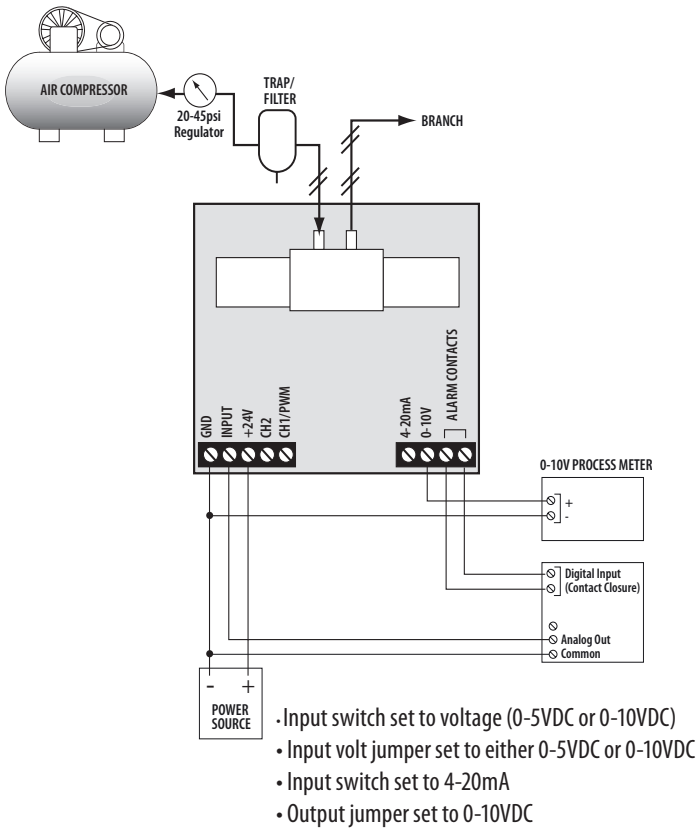 AIR COMPRESSOR
20-45psi
Regulator
TRAP/
FILTER
BRANCH
GND
INPUT
+24V
CH2
CH1/PWM
4-20mA
0-10V
ALARM CONTACTS
0-10V PROCESS METER
+
-
Digital Input
(Contact Closure)
Analog Out
Common
- +
POWER
SOURCE
• Input switch set to voltage (0-5VDC or 0-10VDC)
• Input volt jumper set to either 0-5VDC or 0-10VDC
• Input switch set to 4-20mA
• Output jumper set to 0-10VDC